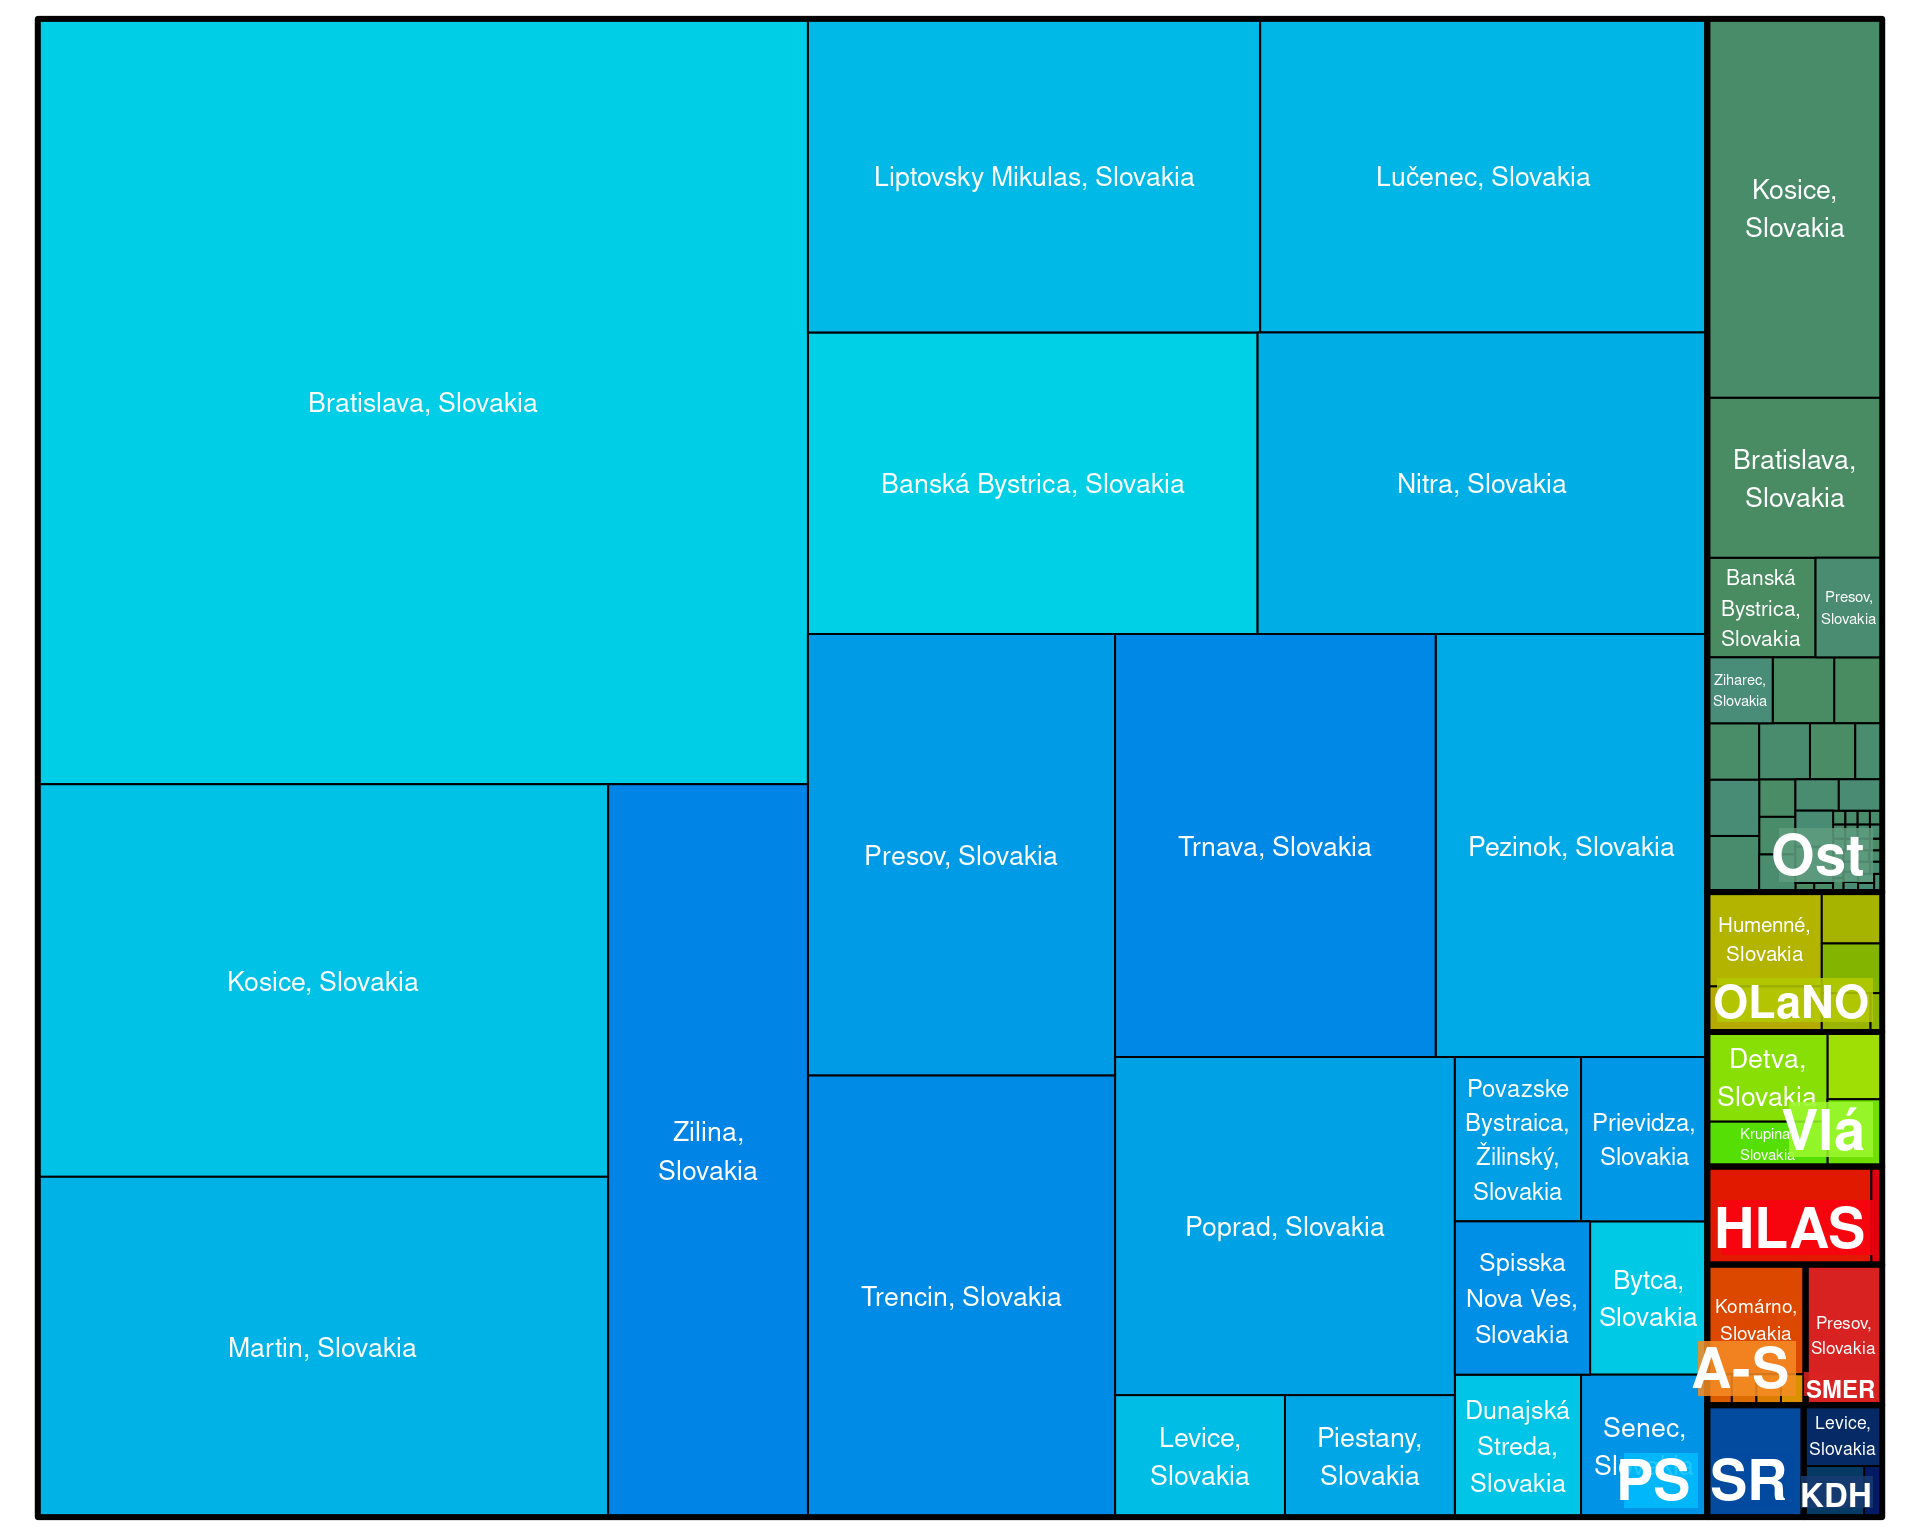 Bratislava, Slovakia
Liptovsky Mikulas, Slovakia
Lučenec, Slovakia
Banská Bystrica, Slovakia
Nitra, Slovakia
Kosice, Slovakia
Martin, Slovakia
Zilina,
Slovakia
Presov, Slovakia
Trnava, Slovakia
Pezinok, Slovakia
Trencin, Slovakia
Poprad, Slovakia
Povazske
Bystraica,
Žilinský,
Slovakia
Prievidza,
Slovakia
Spisska
Nova Ves,
Slovakia
Bytca,
Slovakia
Levice,
Slovakia
Piestany,
Slovakia
Dunajská
Streda,
Slovakia
Senec,
Slovakia
PS
Kosice,
Slovakia
Bratislava,
Slovakia
Banská
Bystrica,
Slovakia
Presov,
Slovakia
Ziharec,
Slovakia
Ost
Humenné,
Slovakia
OLaNO
Detva,
Slovakia
Krupina,
Slovakia
Vlá
HLAS
Komárno,
Slovakia
A-S
Presov,
Slovakia
SMER
SR
Levice,
Slovakia
KDH